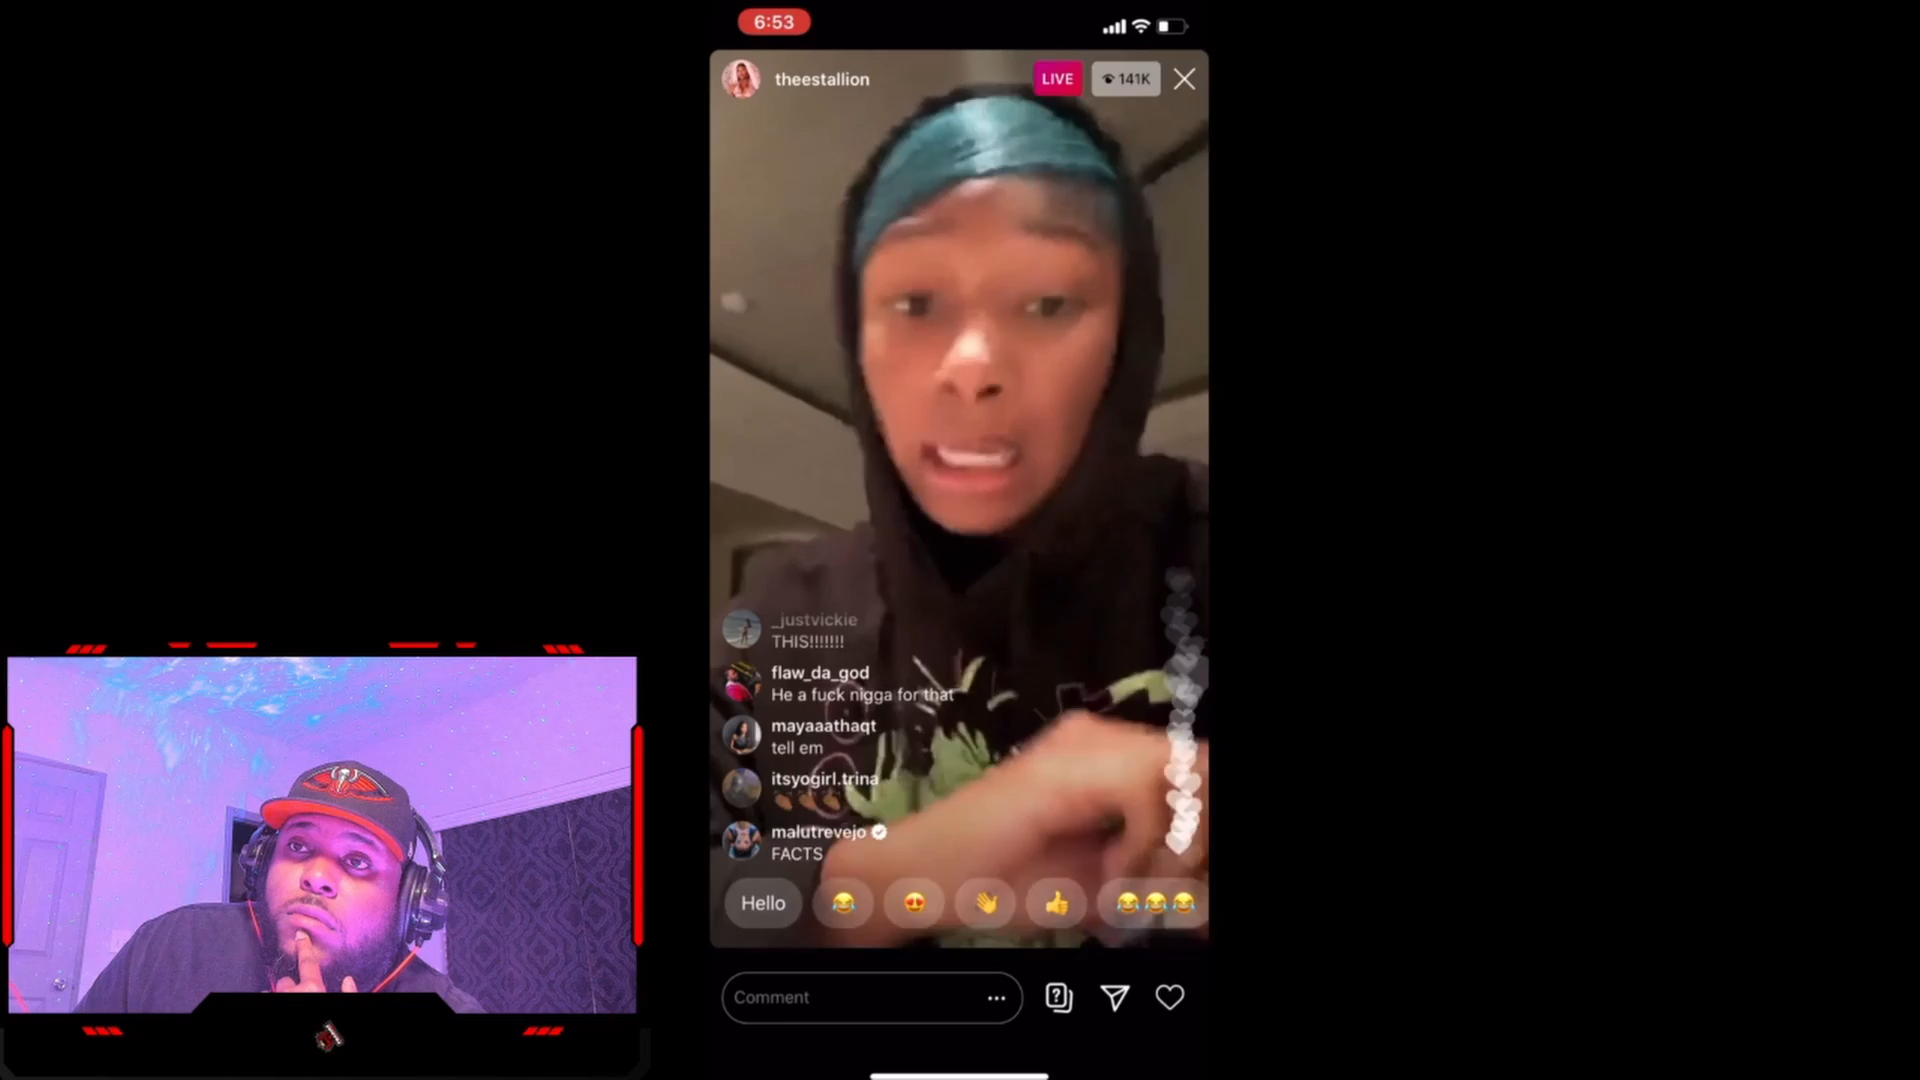 6:53
theestallion
LIVE
141K
_justvickie
THIS!!!!!!!
flaw_da_god
He a fuck nigga for that
mayaaathaqt
tell em
itsyogirl.trina
malutrevejo
FACTS
Hello
Comment